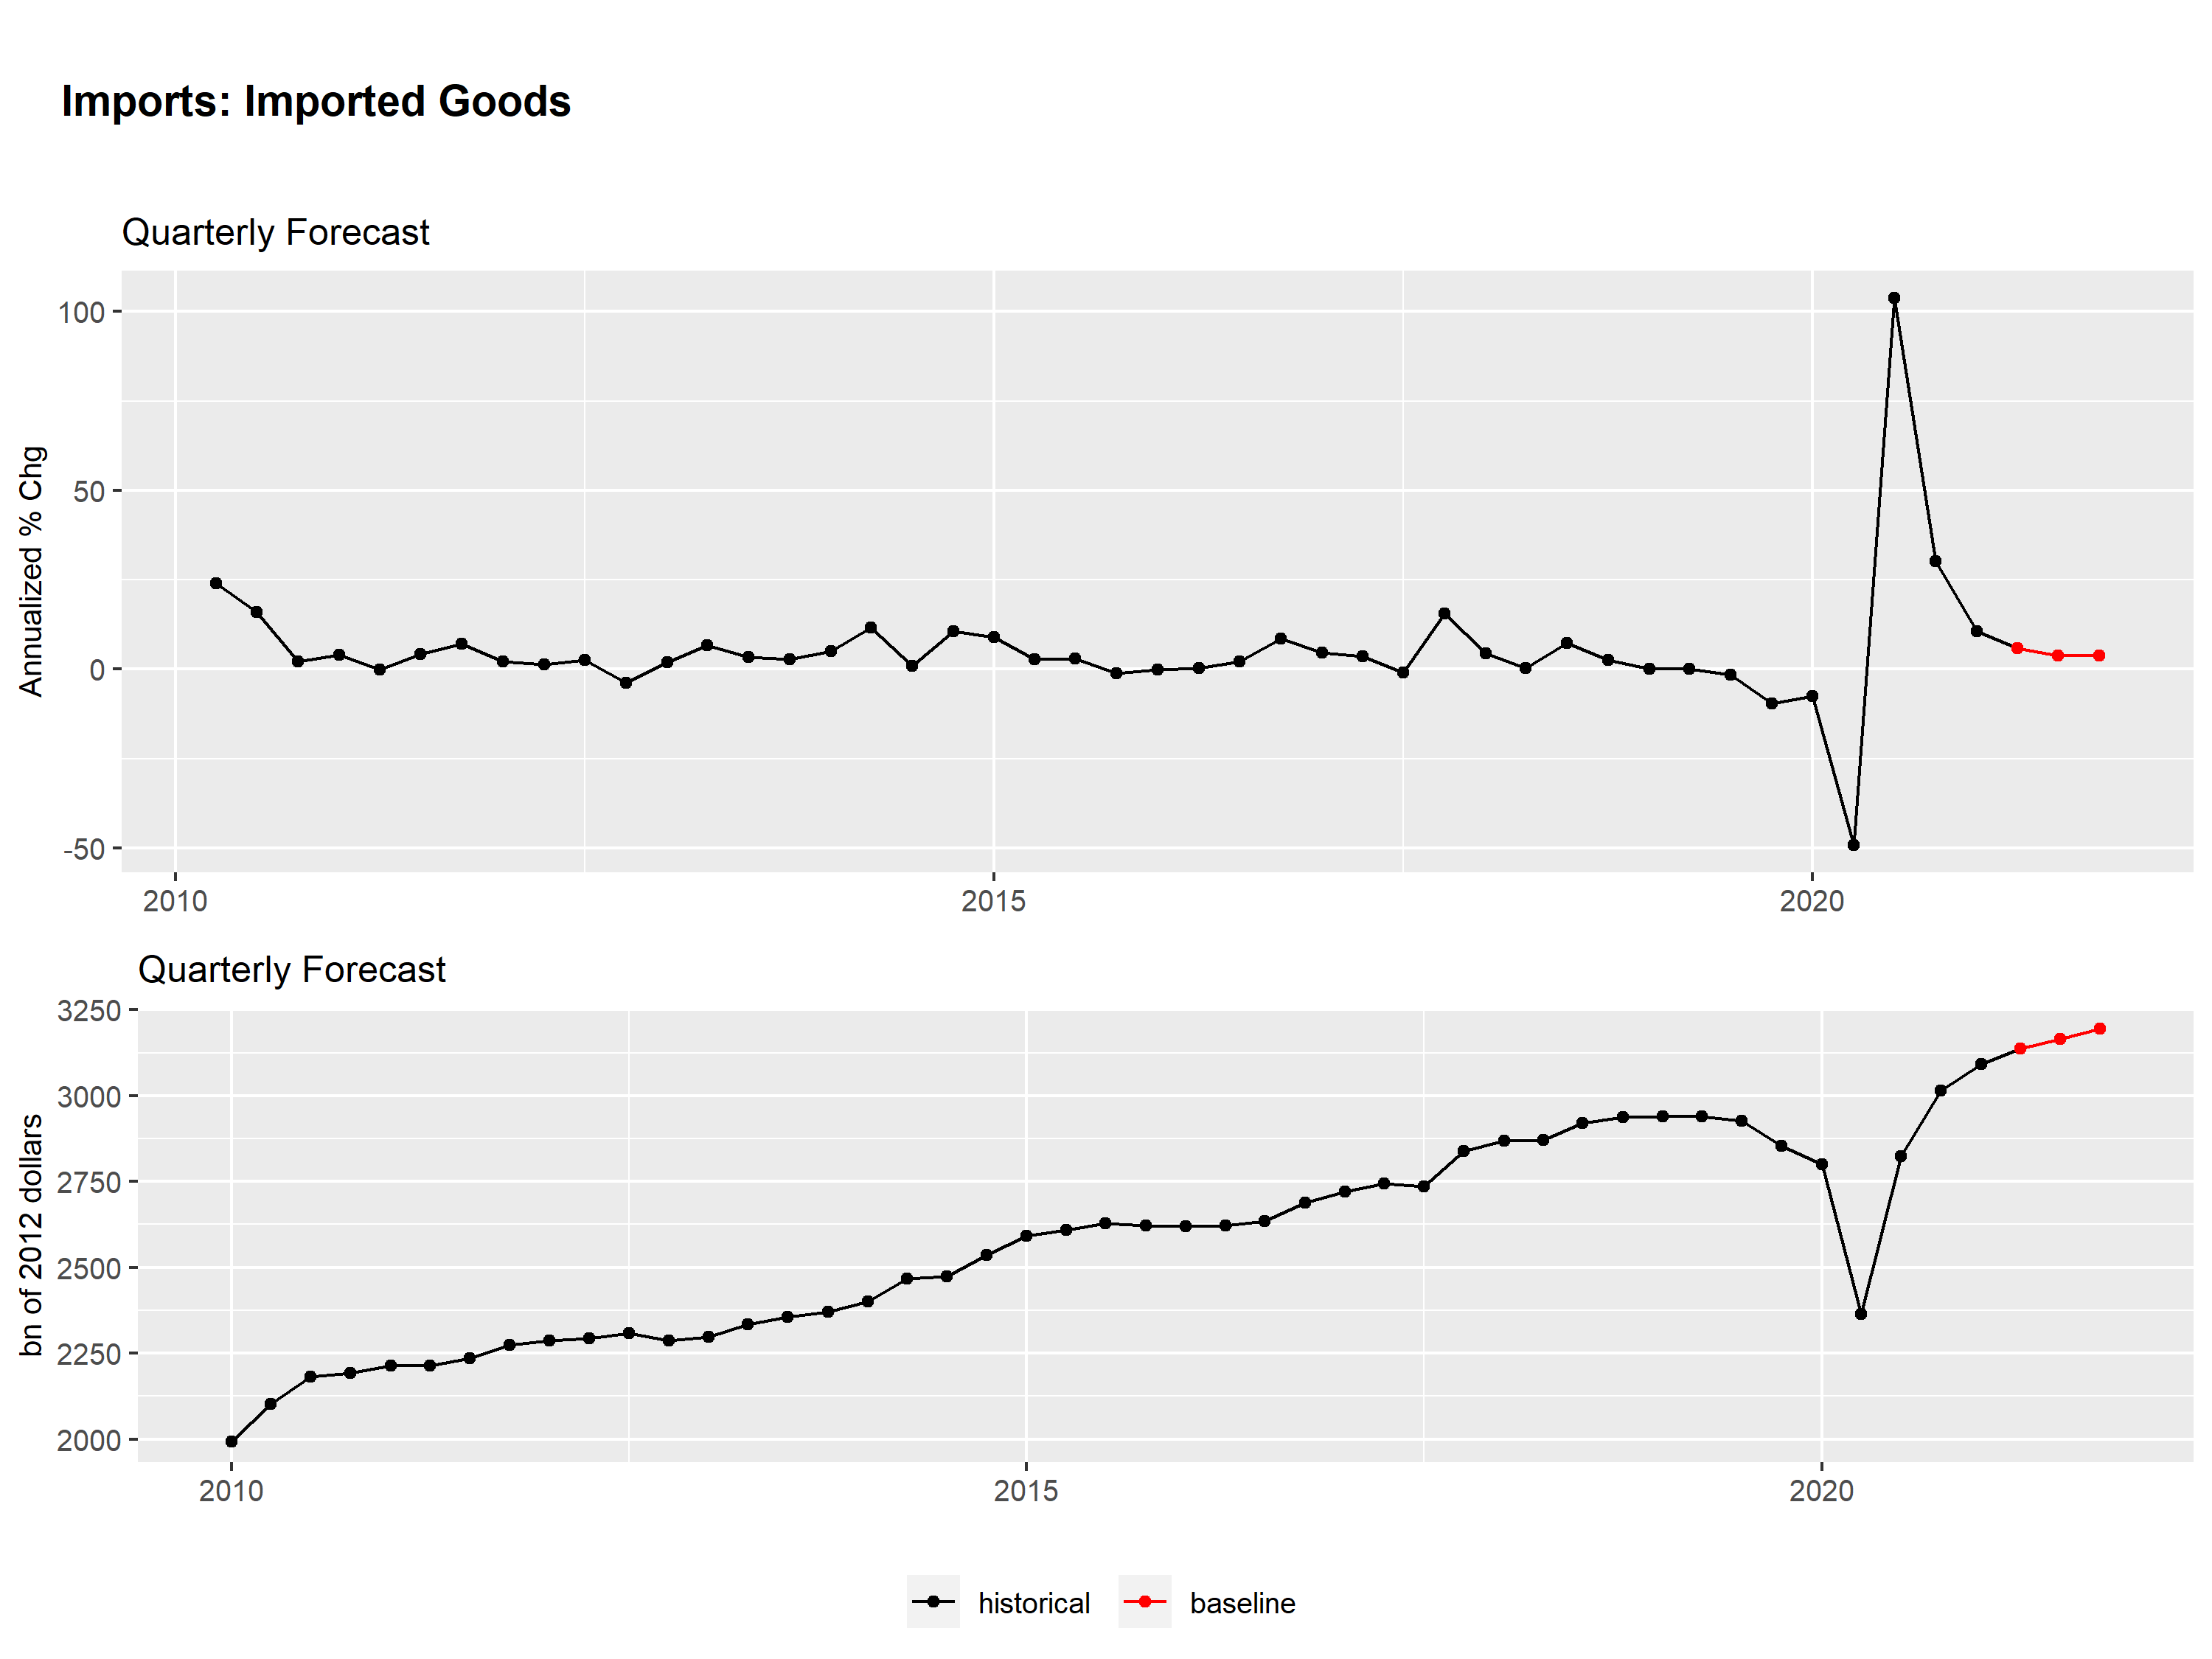 Imports: Imported Goods
Quarterly Forecast
Annualized % Chg
100
50
0
-50
2010
2015
2020
Quarterly Forecast
bn of 2012 dollars
3250
3000
2750
2500
2250
2000
2010
2015
2020
historical
baseline